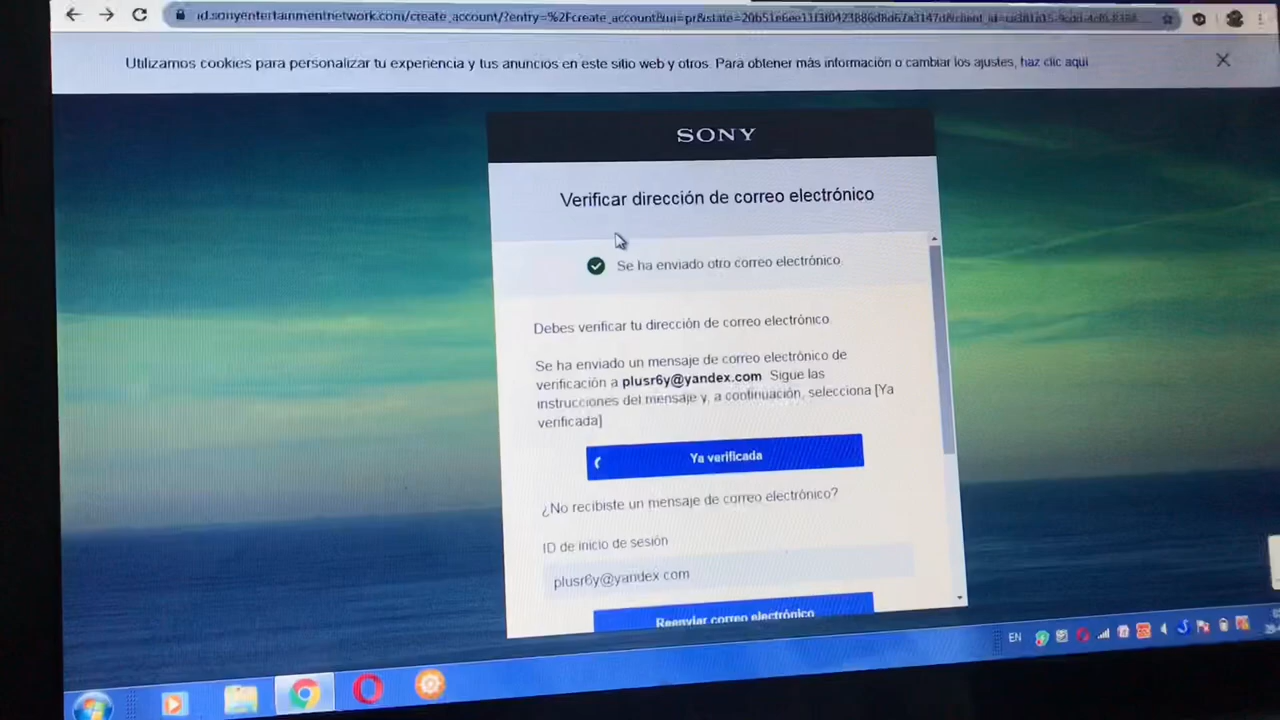 Utilizamos cookies para personalizar tu experiencia y tus anuncios en este sitio web y otros. Para obtener más información o cambiar los ajustes, haz clic aquí
SONY
Verificar dirección de correo electrónico
Se ha enviado otro correo electrónico.
Debes verificar tu dirección de correo electrónico.
Se ha enviado un mensaje de correo electrónico de
verificación a plusr6y@yandex.com Sigue las
instrucciones del mensaje y, a continuación, selecciona [Ya
verificada]
Ya verificada
¿No recibiste un mensaje de correo electrónico?
ID de inicio de sesión
plusr6y@yandex.com
Reenviar correo electrónico
EN